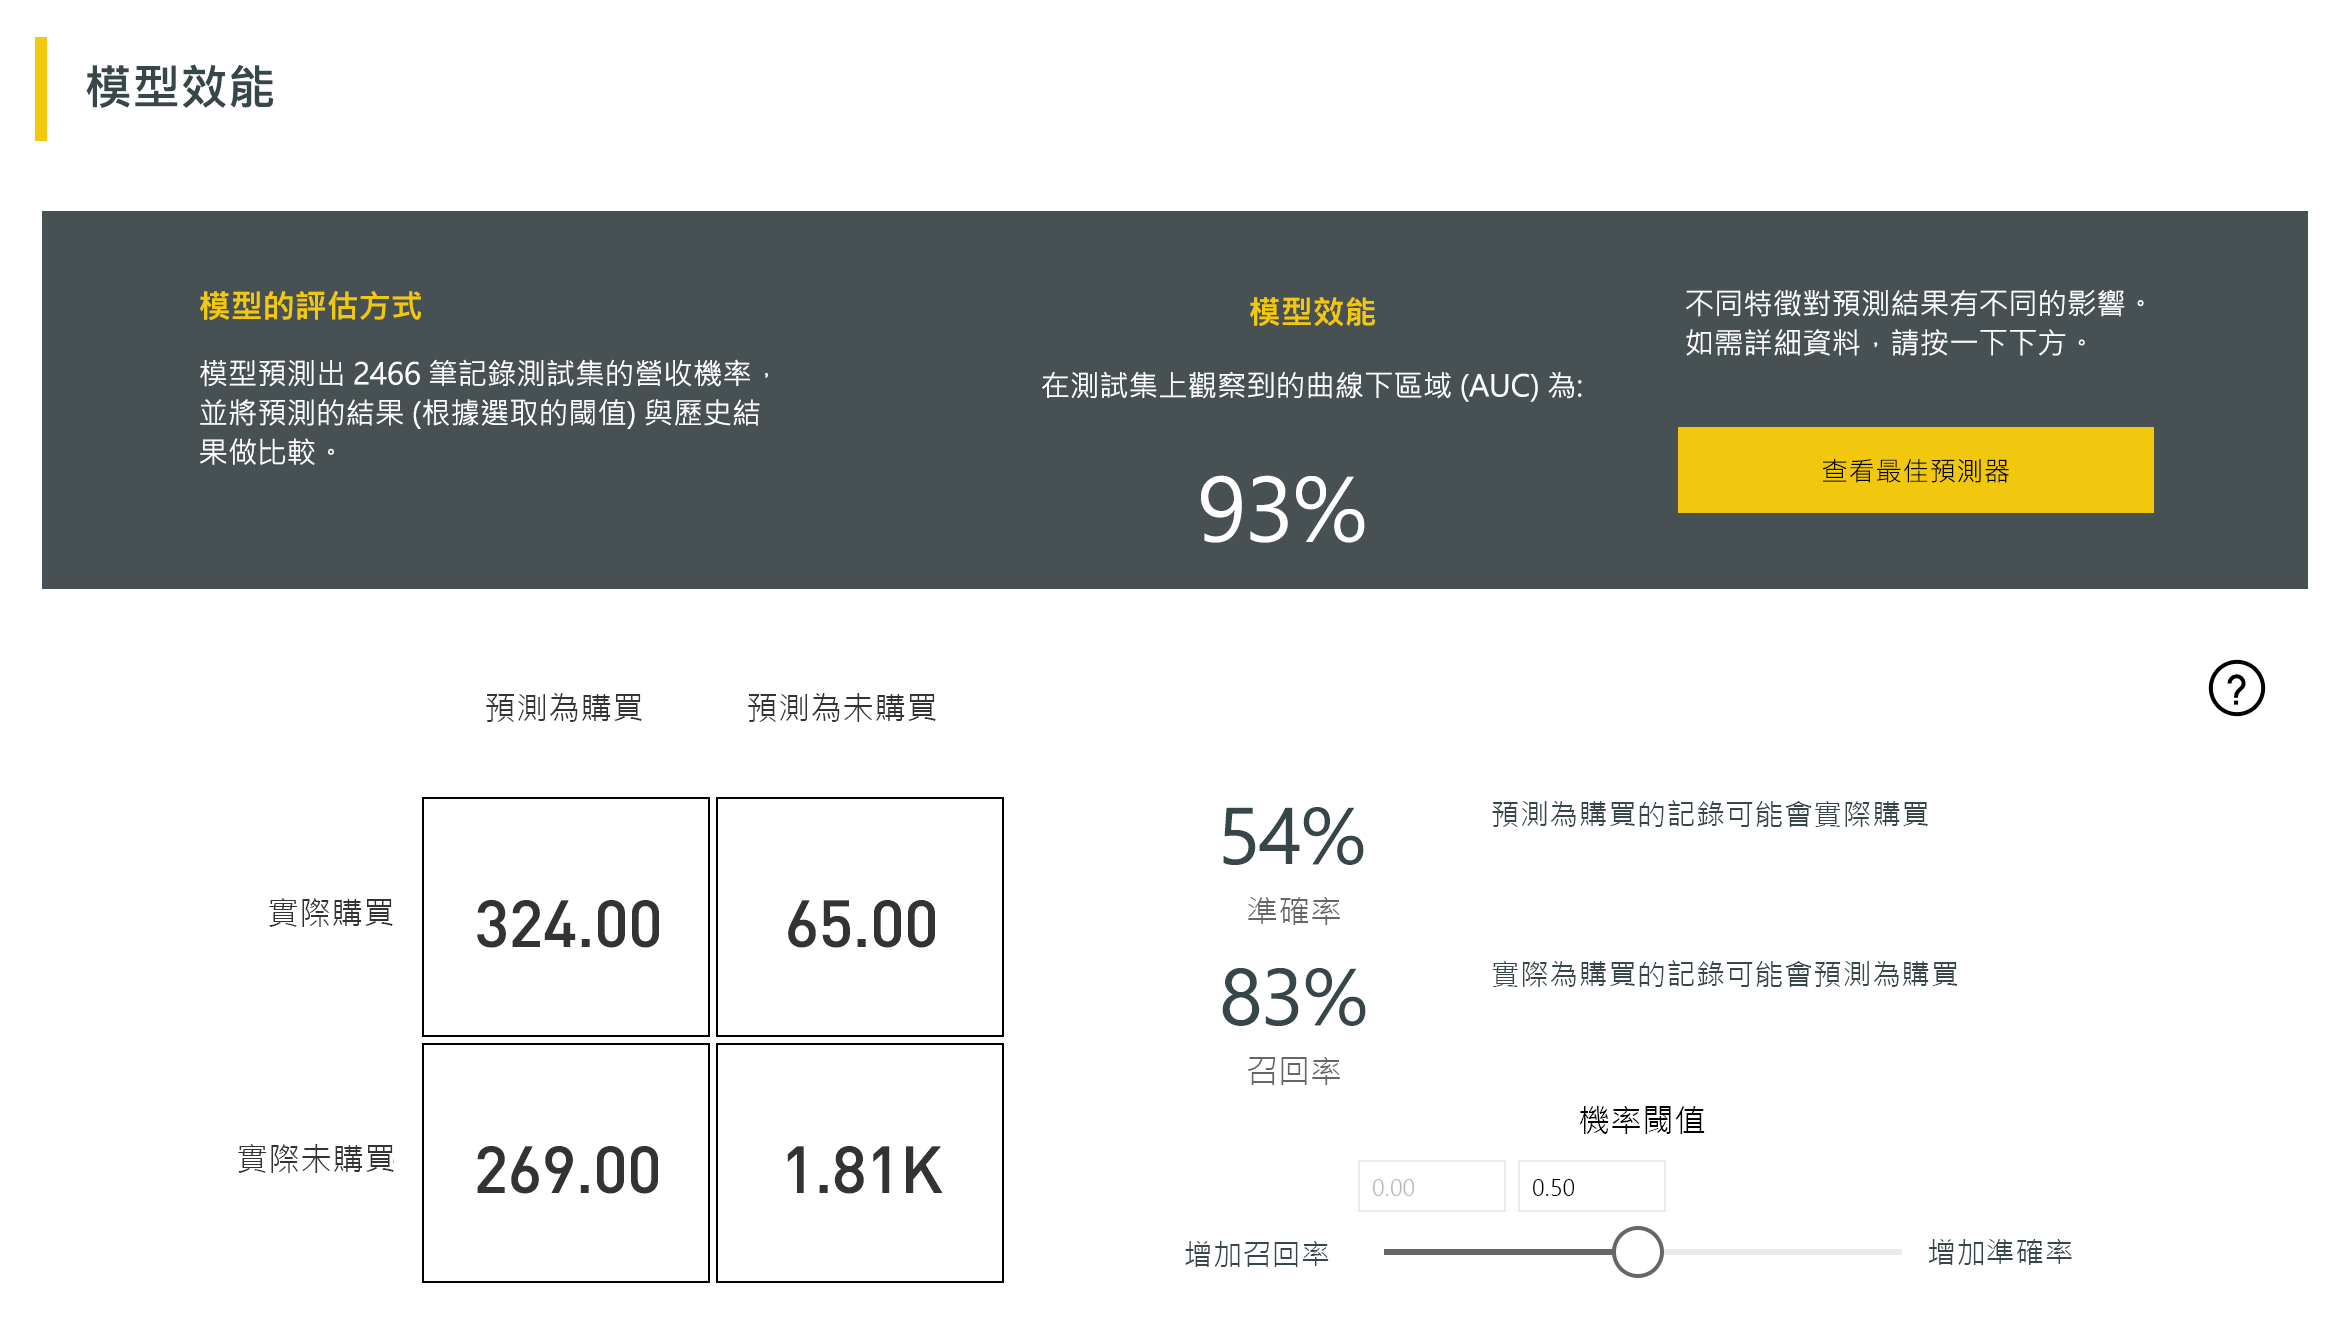 模型效能
模型的評估方式
模型預測出 2466 筆記錄測試集的營收機率，
並將預測的結果 (根據選取的閾值) 與歷史結
果做比較。
模型效能
在測試集上觀察到的曲線下區域 (AUC) 為:
93%
不同特徵對預測結果有不同的影響。
如需詳細資料，請按一下下方。
查看最佳預測器
?
預測為購買
預測為未購買
實際購買
324.00
65.00
實際未購買
269.00
1.81K
54%
準確率
預測為購買的記錄可能會實際購買
83%
召回率
實際為購買的記錄可能會預測為購買
機率閾值
0.00
0.50
增加召回率
增加準確率